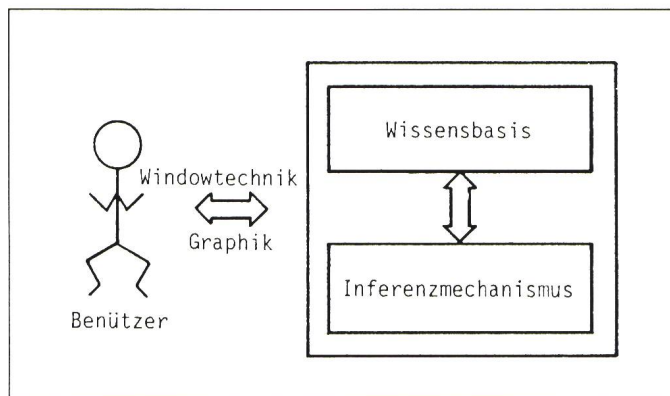 Wissensbasis
Windowtechnik
Graphik
Inferenzmechanismus
Benützer